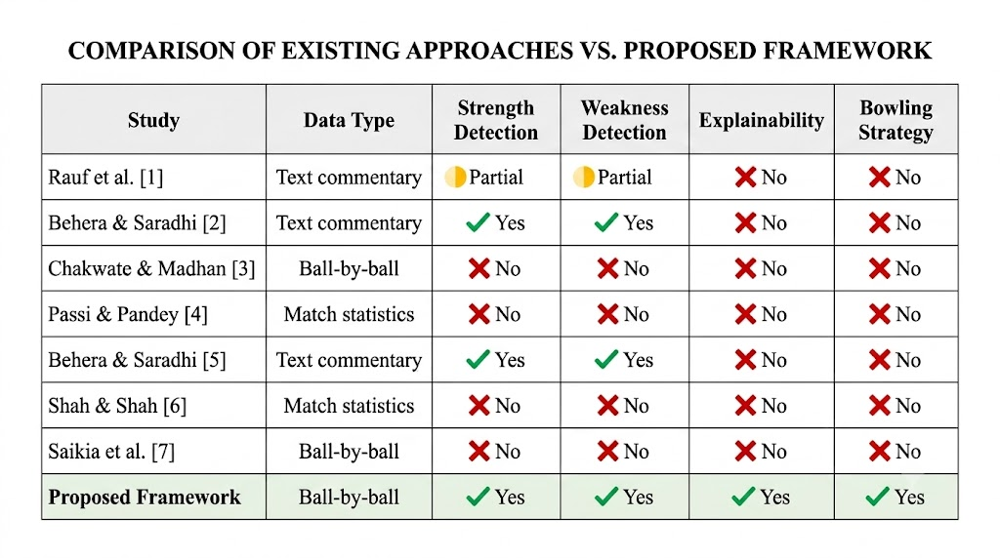 COMPARISON OF EXISTING APPROACHES VS. PROPOSED FRAMEWORK
Study Data Type Strength Detection Weakness Detection Explainability Bowling Strategy
Rauf et al. [1] Text commentary Partial Partial No No
Behera & Saradhi [2] Text commentary Yes Yes No No
Chakwate & Madhan [3] Ball-by-ball No No No No
Passi & Pandey [4] Match statistics No No No No
Behera & Saradhi [5] Text commentary Yes Yes No No
Shah & Shah [6] Match statistics No No No No
Saikia et al. [7] Ball-by-ball No No No No
Proposed Framework Ball-by-ball Yes Yes Yes Yes